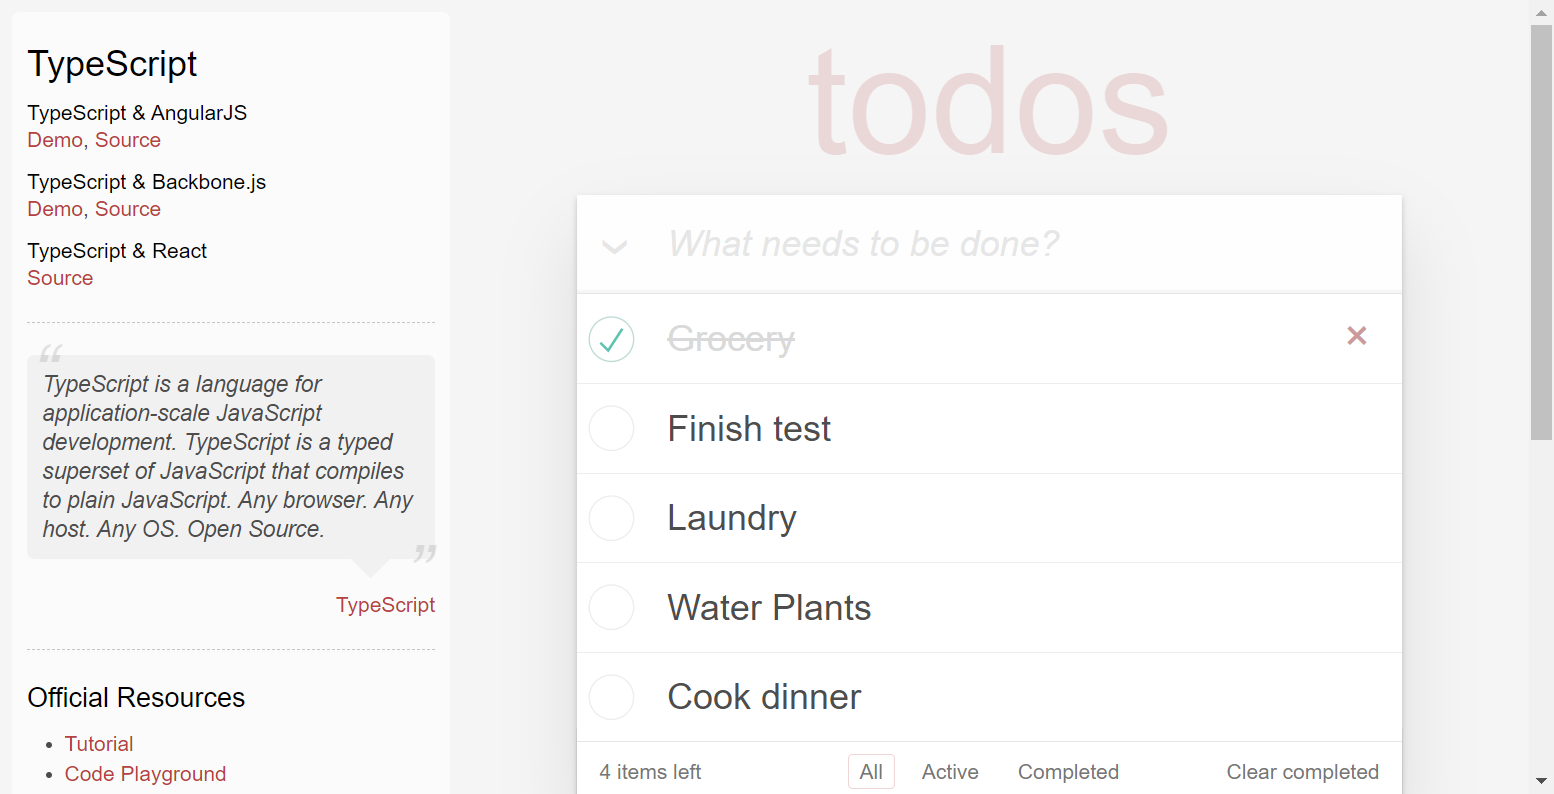 TypeScript
TypeScript & AngularJS
Demo, Source
TypeScript & Backbone.js
Demo, Source
TypeScript & React
Source
“
TypeScript is a language for
application-scale JavaScript
development. TypeScript is a typed
superset of JavaScript that compiles
to plain JavaScript. Any browser. Any
host. Any OS. Open Source.
”
TypeScript
Official Resources
• Tutorial
• Code Playground
todos
What needs to be done?
Grocery
Finish test
Laundry
Water Plants
Cook dinner
4 items left All Active Completed Clear completed